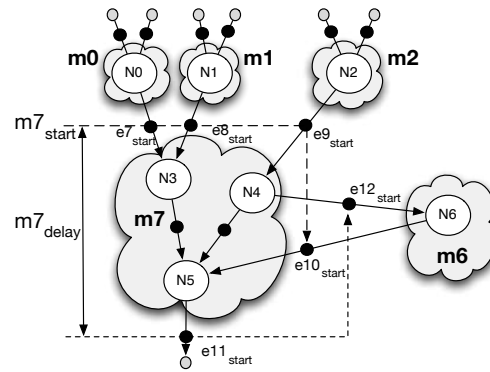 m0
N0
m1
N1
N2
m2
m7start
e7start
e8start
e9start
N3
N4
e12start
m7
N6
m7delay
m6
e10start
N5
e11start